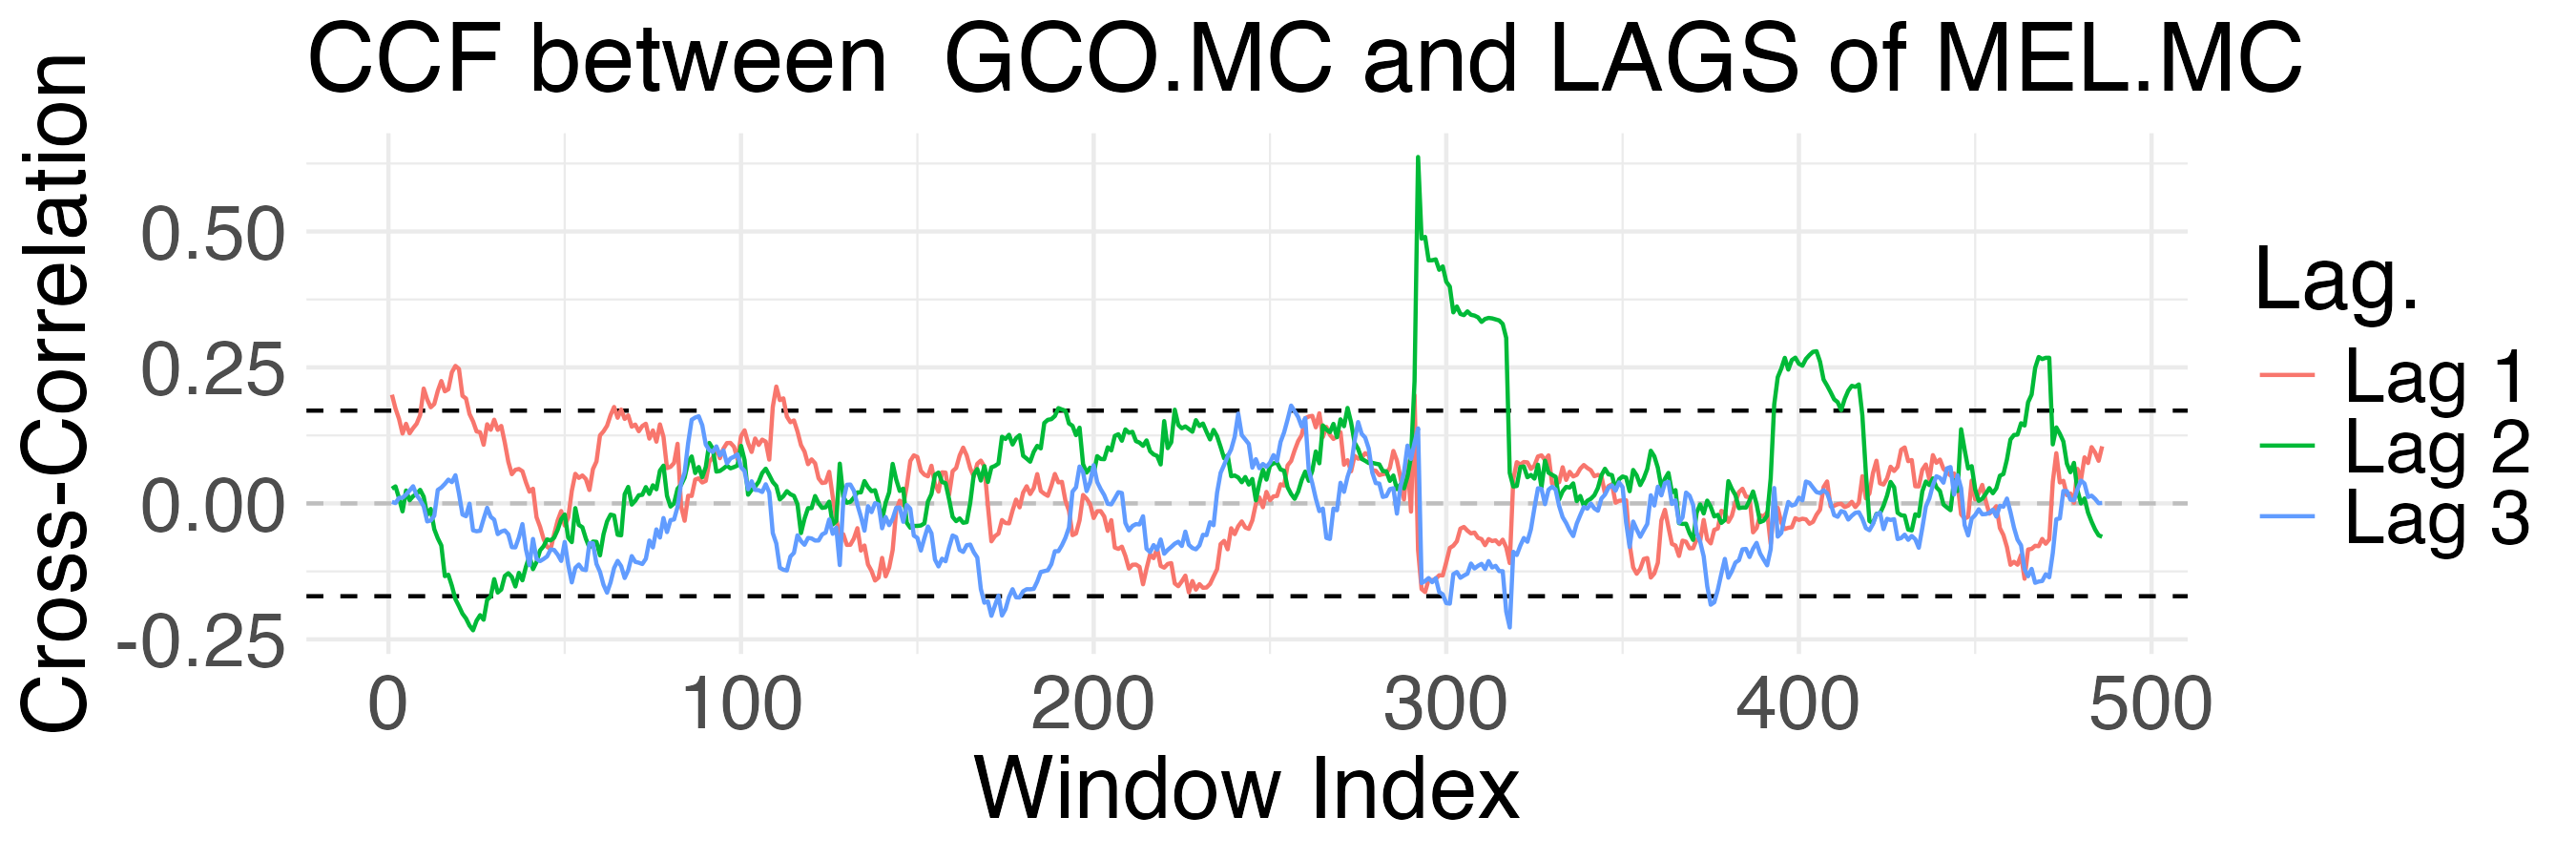 CCF between  GCO.MC and LAGS of MEL.MC
Cross-Correlation
0.50
0.25
0.00
-0.25
0 100 200 300 400 500
Window Index
Lag.
Lag 1
Lag 2
Lag 3